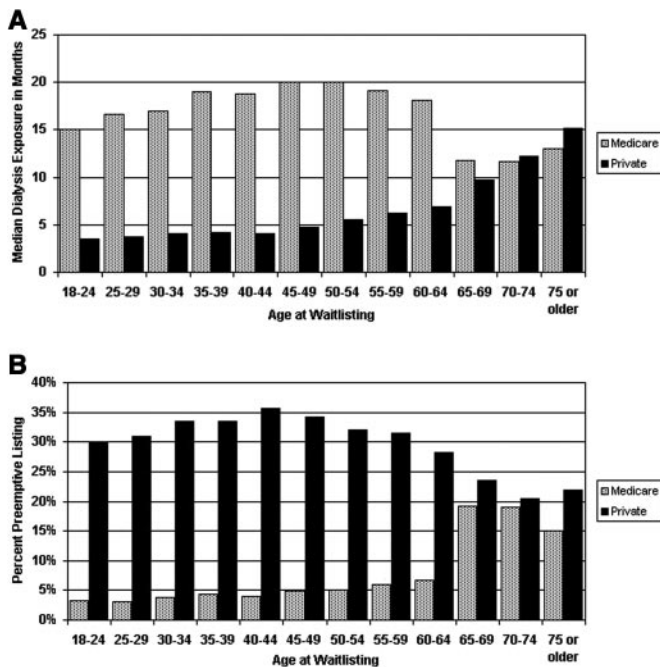 A
Median Dialysis Exposure in Months
25
20
15
10
5
0
18-24 25-29 30-34 35-39 40-44 45-49 50-54 55-59 60-64 65-69 70-74 75 or
older
Age at Waitlisting
Medicare
Private
B
Percent Preemptive Listing
40%
35%
30%
25%
20%
15%
10%
5%
0%
18-24 25-29 30-34 35-39 40-44 45-49 50-54 55-59 60-64 65-69 70-74 75 or
older
Age at Waitlisting
Medicare
Private